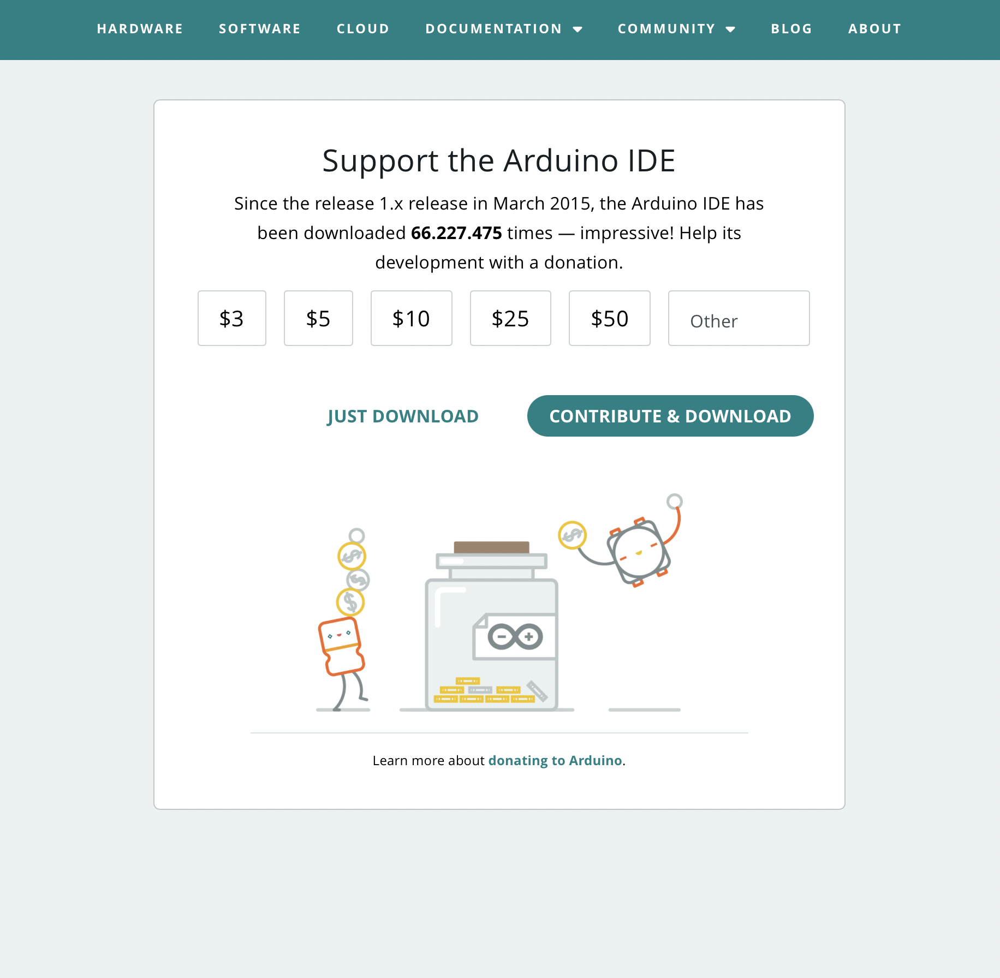 HARDWARE SOFTWARE CLOUD DOCUMENTATION COMMUNITY BLOG ABOUT
Support the Arduino IDE
Since the release 1.x release in March 2015, the Arduino IDE has
been downloaded 66.227.475 times — impressive! Help its
development with a donation.
$3 $5 $10 $25 $50 Other
JUST DOWNLOAD CONTRIBUTE & DOWNLOAD
$
$
$
$
Learn more about donating to Arduino.